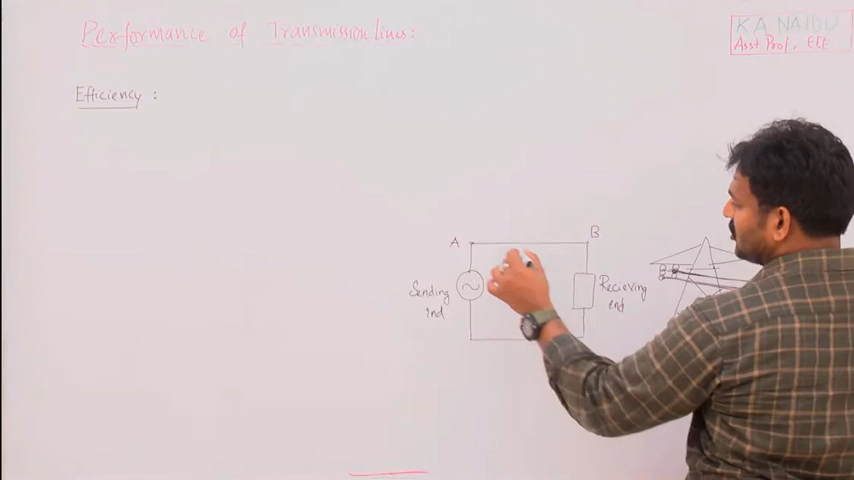 Performance of Transmission Lines:
K A NAIDU
Asst Prof, EEE
Efficiency :
A
B
Sending
end
Recieving
end